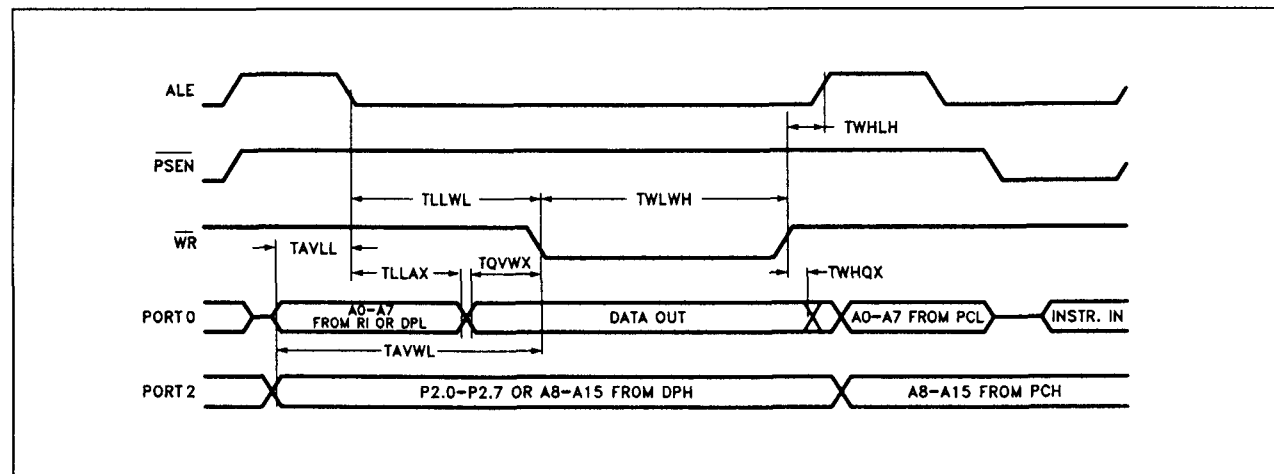 ALE
TWHLH
PSEN
TLLWL
TWLWH
WR
TAVLL
TQVWX
TLLAX
TWHQX
PORT 0
A0-A7
FROM RI OR DPL
DATA OUT
A0-A7 FROM PCL
INSTR. IN
TAVWL
PORT 2
P2.0-P2.7 OR A8-A15 FROM DPH
A8-A15 FROM PCH